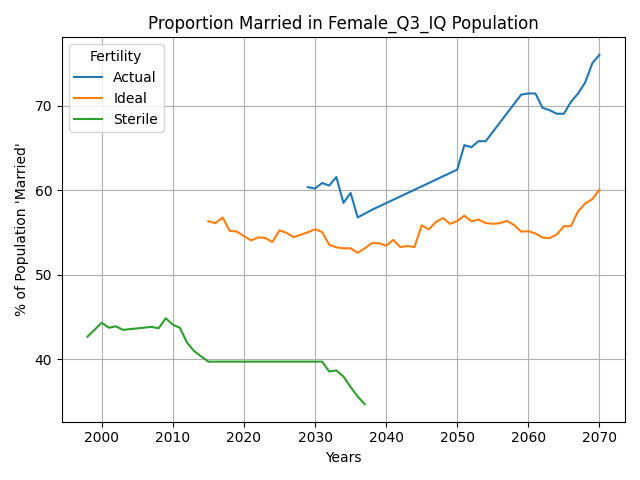 Proportion Married in Female_Q3_IQ Population
Fertility
Actual
Ideal
Sterile
% of Population 'Married'
70
60
50
40
2000 2010 2020 2030 2040 2050 2060 2070
Years